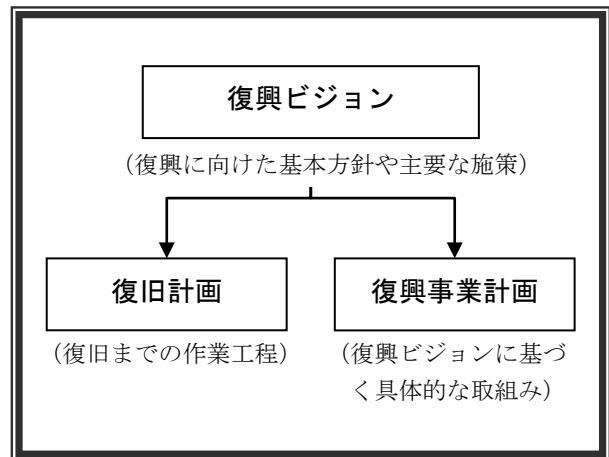 復興ビジョン
（復興に向けた基本方針や主要な施策）
復旧計画
（復旧までの作業工程）
復興事業計画
（復興ビジョンに基づ
く具体的な取組み）